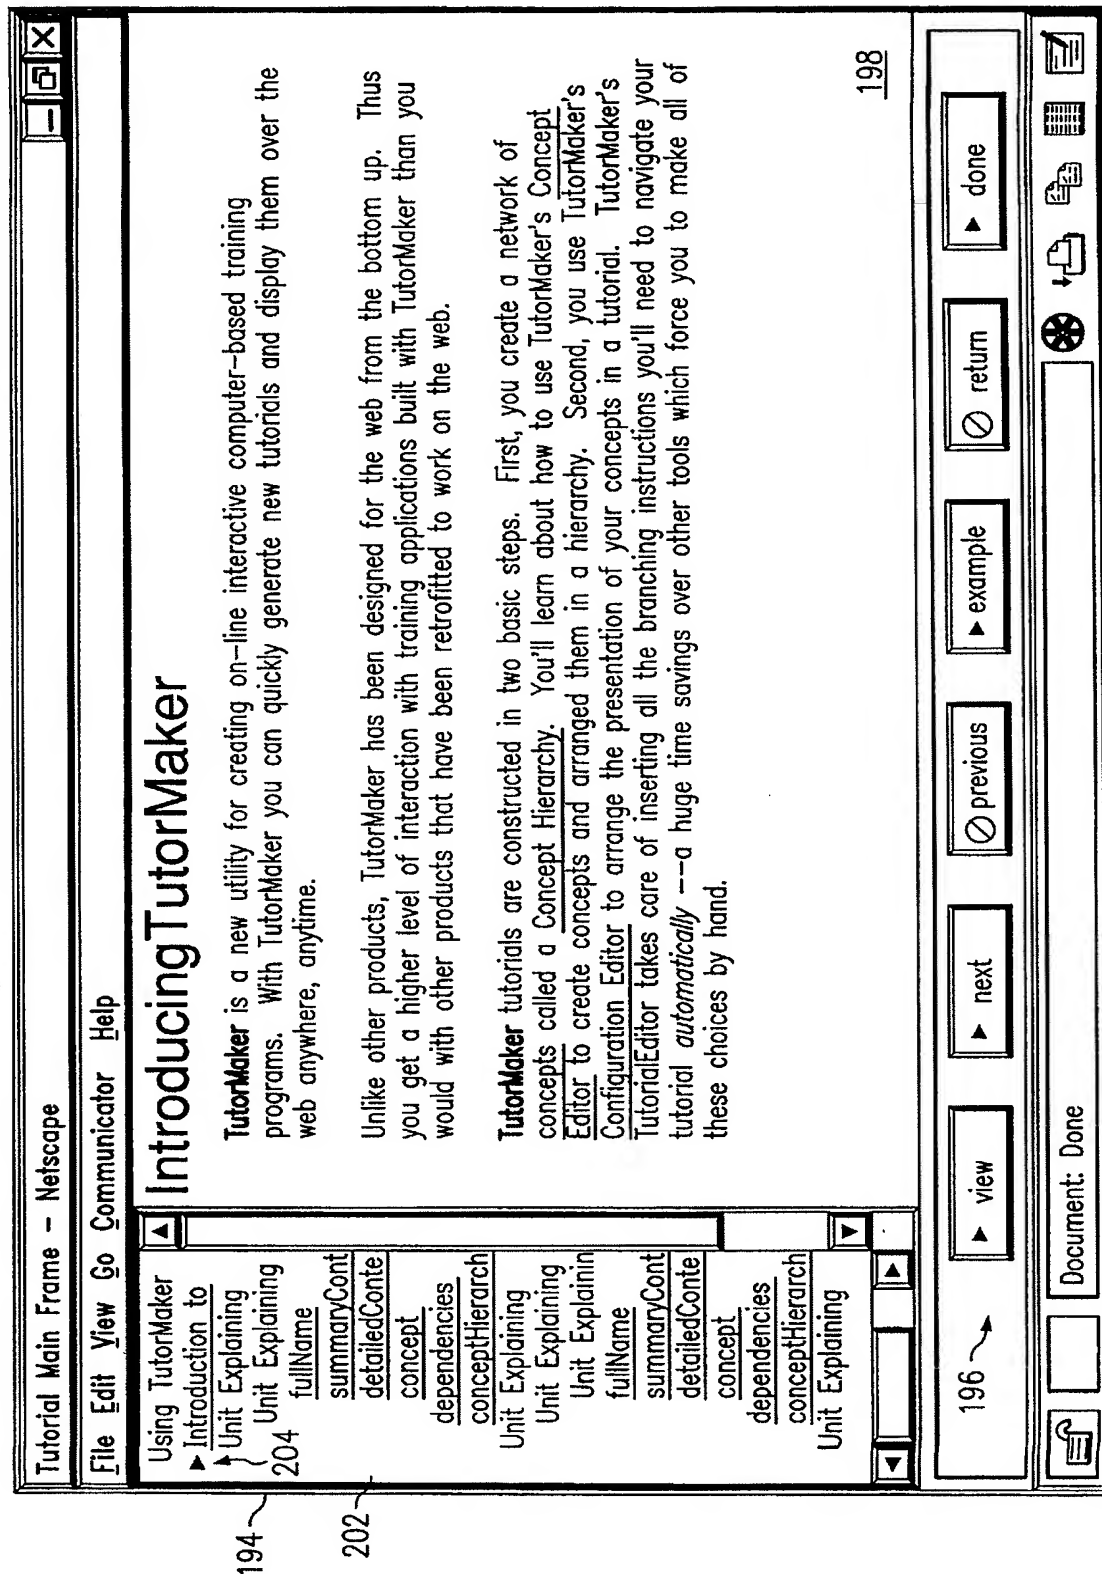 Tutorial Main Frame – Netscape
File Edit View Go Communicator Help
Using TutorMaker
Introduction to
Unit Explaining
Unit Explaining
fullName
summaryCont
detailedConte
concept
dependencies
conceptHierarch
Unit Explaining
Unit Explaining
Unit Explainin
fullName
summaryCont
detailedConte
concept
dependencies
conceptHierarch
Unit Explaining
194
204
202
IntroducingTutorMaker
TutorMaker is a new utility for creating on–line interactive computer–based training
programs. With TutorMaker you can quickly generate new tutorials and display them over the
web anywhere, anytime.
Unlike other products, TutorMaker has been designed for the web from the bottom up. Thus
you get a higher level of interaction with training applications built with TutorMaker than you
would with other products that have been retrofitted to work on the web.
TutorMaker tutorials are constructed in two basic steps. First, you create a network of
concepts called a Concept Hierarchy. You'll learn about how to use TutorMaker's Concept
Editor to create concepts and arranged them in a hierarchy. Second, you use TutorMaker's
Configuration Editor to arrange the presentation of your concepts in a tutorial. TutorMaker's
TutorialEditor takes care of inserting all the branching instructions you'll need to navigate your
tutorial automatically ––a huge time savings over other tools which force you to make all of
these choices by hand.
198
196
view
next
previous
example
return
done
Document: Done